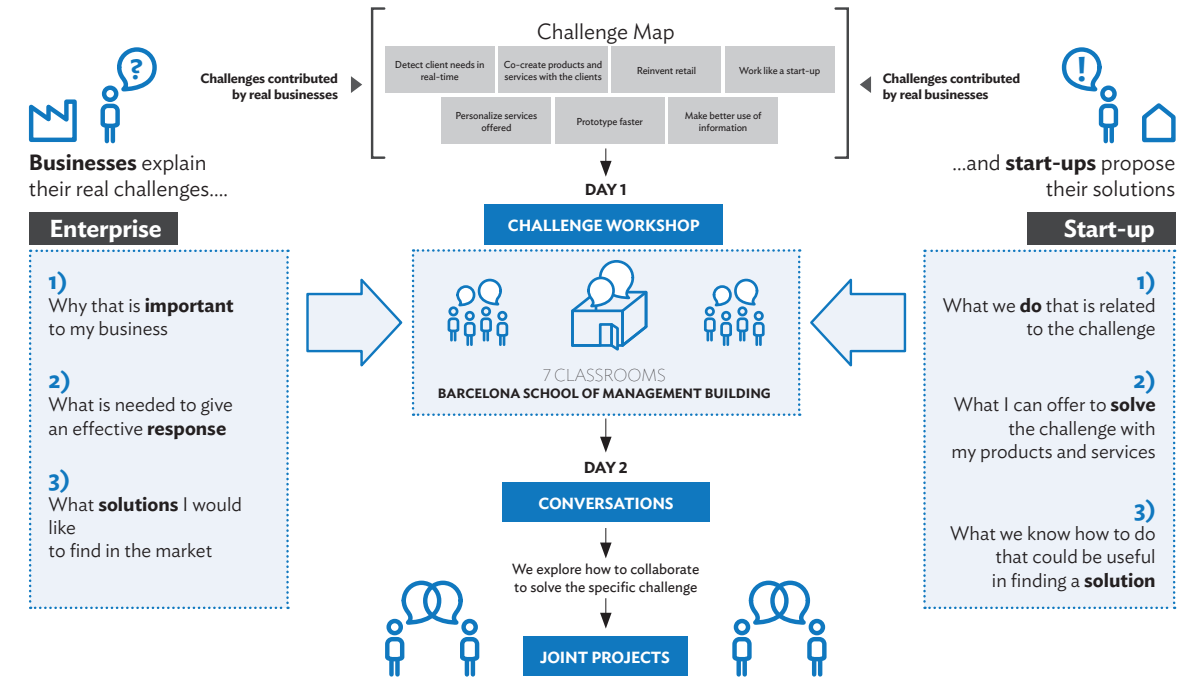 Challenge Map
Detect client needs in
real-time
Co-create products and
services with the clients
Reinvent retail
Work like a start-up
Personalize services
offered
Prototype faster
Make better use of
information
?
Challenges contributed
by real businesses
Challenges contributed
by real businesses
!
Businesses explain
their real challenges....
...and start-ups propose
their solutions
DAY 1
CHALLENGE WORKSHOP
Enterprise
1)
Why that is important
to my business
2)
What is needed to give
an effective response
3)
What solutions I would
like
to find in the market
7 CLASSROOMS
BARCELONA SCHOOL OF MANAGEMENT BUILDING
Start-up
1)
What we do that is related
to the challenge
2)
What I can offer to solve
the challenge with
my products and services
3)
What we know how to do
that could be useful
in finding a solution
DAY 2
CONVERSATIONS
We explore how to collaborate
to solve the specific challenge
JOINT PROJECTS